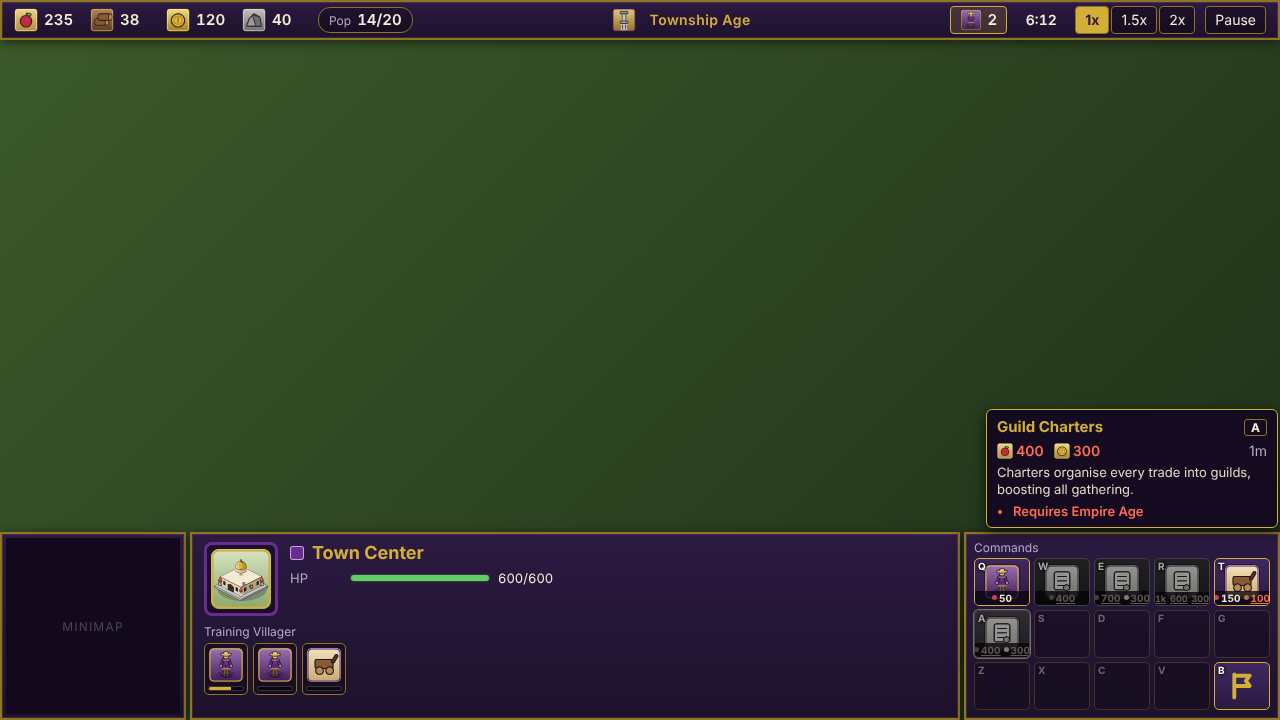 235 38 120 40 Pop 14/20 Township Age 2 6:12 1x 1.5x 2x Pause
Guild Charters A
400 300 1m
Charters organise every trade into guilds,
boosting all gathering.
• Requires Empire Age
MINIMAP
Town Center
HP 600/600
Training Villager
Commands
Q W E R T
50 400 700 300 1k 600 300 150 100
A S D F G
400 300
Z X C V B